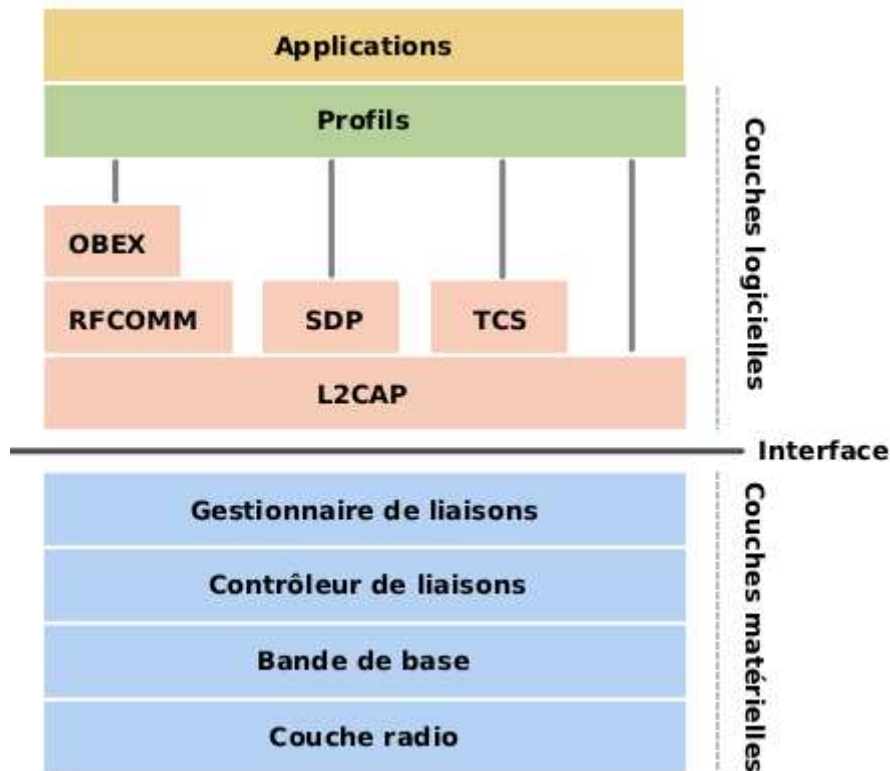 Applications
Profils
OBEX
RFCOMM
SDP
TCS
L2CAP
Couches logicielles
Interface
Gestionnaire de liaisons
Contrôleur de liaisons
Bande de base
Couche radio
Couches matérielles